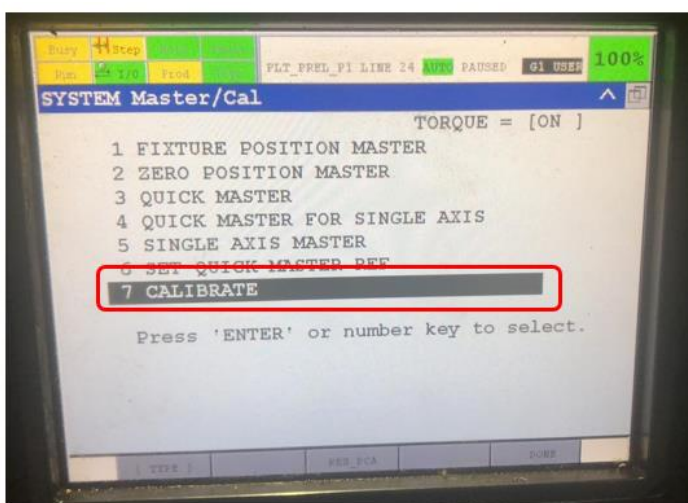 Busy Step
Run I/O Prod
PLT_PREL_P1 LINE 24 AUTO PAUSED G1 USER 100%
SYSTEM Master/Cal
TORQUE = [ON ]
1 FIXTURE POSITION MASTER
2 ZERO POSITION MASTER
3 QUICK MASTER
4 QUICK MASTER FOR SINGLE AXIS
5 SINGLE AXIS MASTER
6 SET QUICK MASTER REF
7 CALIBRATE
Press 'ENTER' or number key to select.
[ TYPE ] RES_PCA DONE